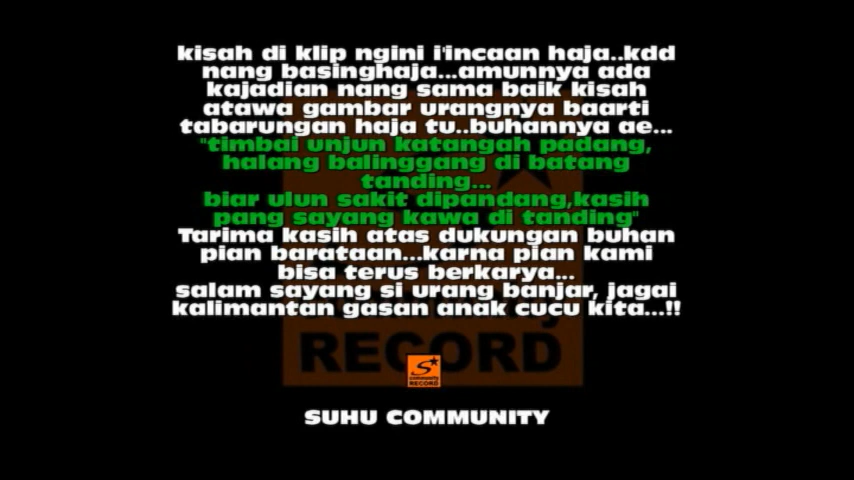 kisah di klip ngini i'incaan haja..kdd
nang basinghaja...amunnya ada
kajadian nang sama baik kisah
atawa gambar urangnya baarti
tabarungan haja tu..buhannya ae...
"timbai unjun katangah padang,
halang balinggang di batang
tanding...
biar ulun sakit dipandang,kasih
pang sayang kawa di tanding"
Tarima kasih atas dukungan buhan
pian barataan...karna pian kami
bisa terus berkarya...
salam sayang si urang banjar, jagai
kalimantan gasan anak cucu kita...!!
RECORD
S
community
RECORD
SUHU COMMUNITY